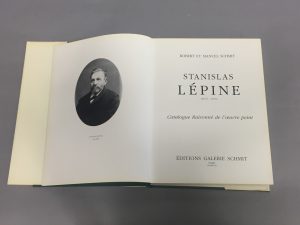 ROBERT ET MANUEL SCHMIT
STANISLAS
LÉPINE
Catalogue Raisonné de l'œuvre peint
ÉDITIONS GALERIE SCHMIT